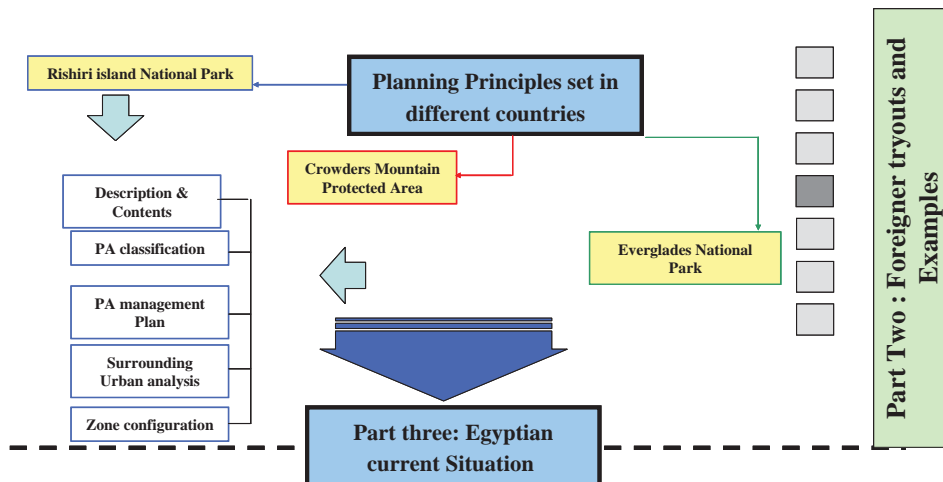 Rishiri island National Park
Planning Principles set in
different countries
Crowders Mountain
Protected Area
Everglades National
Park
Description &
Contents
PA classification
PA management
Plan
Surrounding
Urban analysis
Zone configuration
Part three: Egyptian
current Situation
Part Two : Foreigner tryouts and
Examples